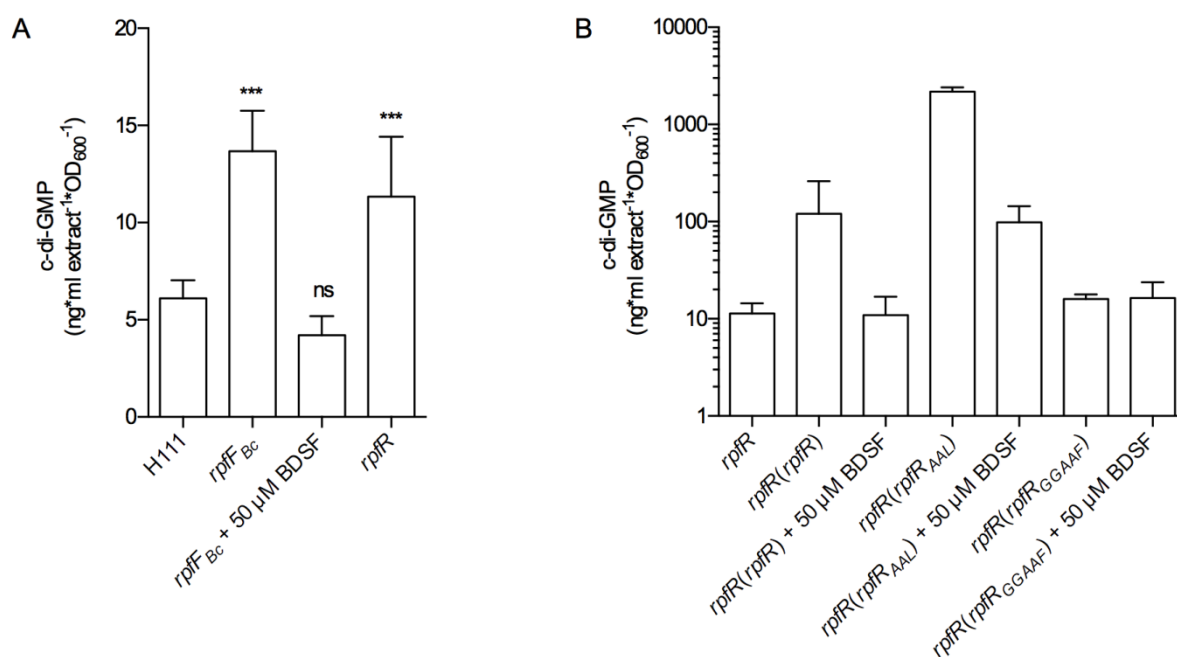 A
20
15
10
5
0
c-di-GMP
(ng*ml extract⁻¹*OD₆₀₀⁻¹)
***
ns
***
H111
rpfF_Bc
rpfF_Bc + 50 µM BDSF
rpfR
B
10000
1000
100
10
1
c-di-GMP
(ng*ml extract⁻¹*OD₆₀₀⁻¹)
rpfR
rpfR(rpfR)
rpfR(rpfR) + 50 µM BDSF
rpfR(rpfR_AAL)
rpfR(rpfR_AAL) + 50 µM BDSF
rpfR(rpfR_GGAAF)
rpfR(rpfR_GGAAF) + 50 µM BDSF